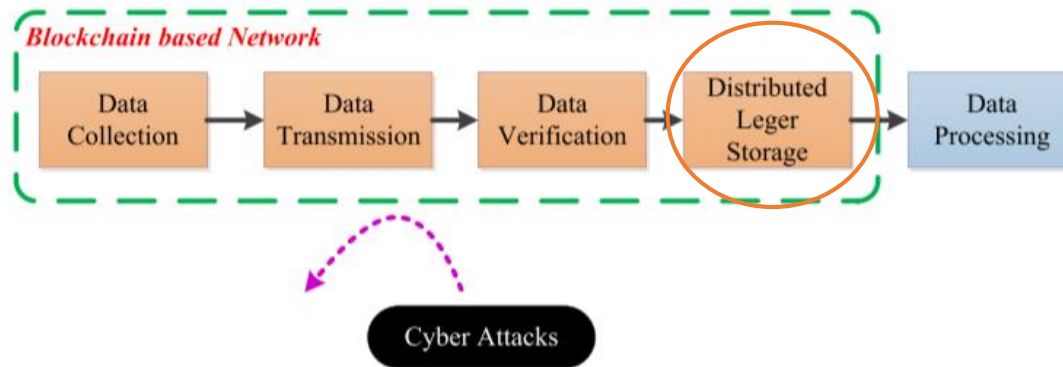 Blockchain based Network
Data
Collection
Data
Transmission
Data
Verification
Distributed
Leger
Storage
Data
Processing
Cyber Attacks